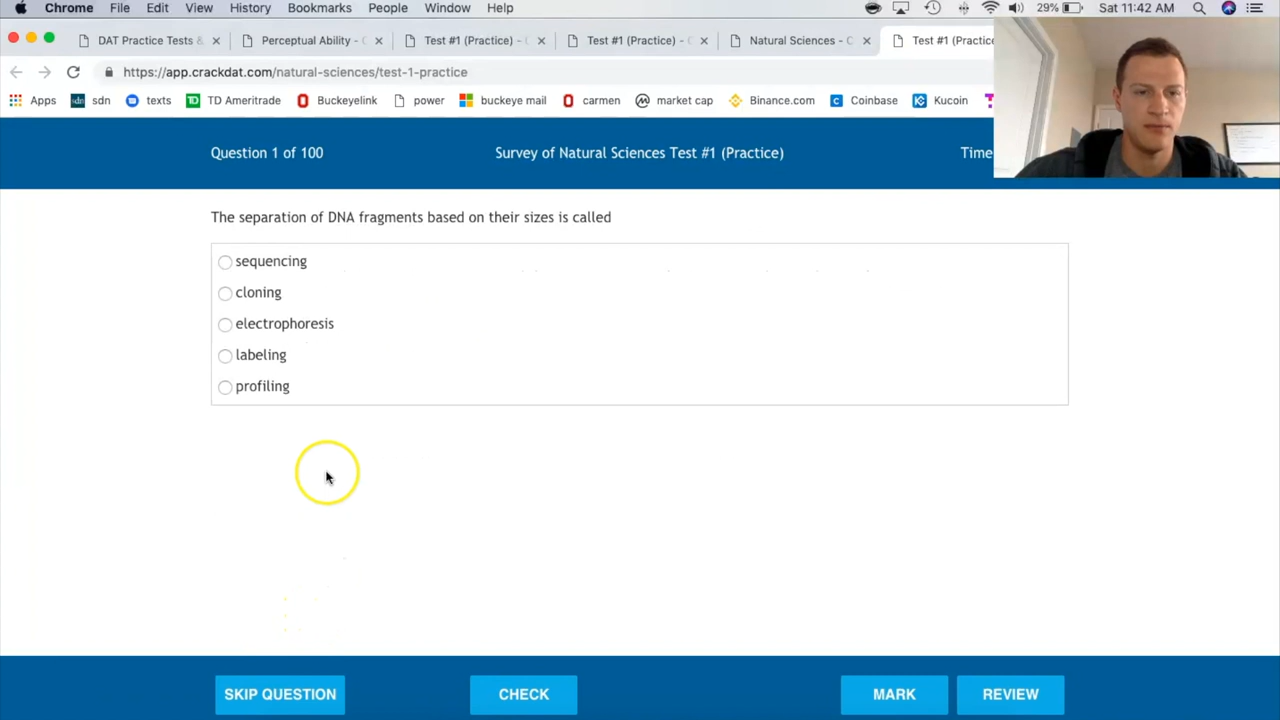 Chrome File Edit View History Bookmarks People Window Help 29% Sat 11:42 AM
DAT Practice Tests & Perceptual Ability - C Test #1 (Practice) - C Test #1 (Practice) - C Natural Sciences - C Test #1 (Practice
https://app.crackdat.com/natural-sciences/test-1-practice
Apps sdn texts TD Ameritrade Buckeyelink power buckeye mail carmen market cap Binance.com Coinbase Kucoin
Question 1 of 100 Survey of Natural Sciences Test #1 (Practice) Time
The separation of DNA fragments based on their sizes is called
sequencing
cloning
electrophoresis
labeling
profiling
SKIP QUESTION CHECK MARK REVIEW